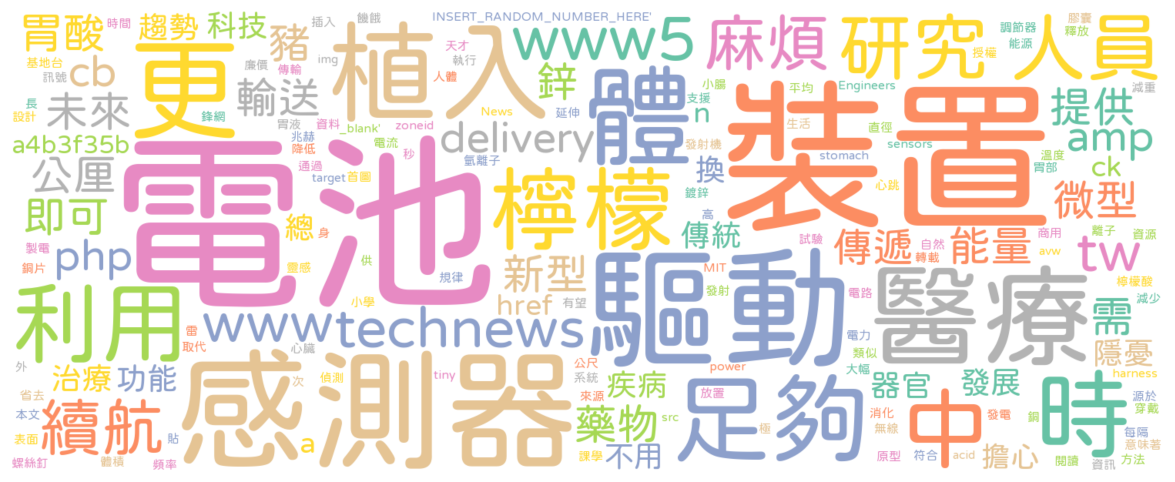 胃酸 趨勢 科技 時間 基地台 訊號 cb 廉價 傳輸 豬 插入 飢餓 img
INSERT_RANDOM_NUMBER_HERE'
天才 執行 人體 www5 麻煩 研究人員 調節器 能源 膠囊 釋放 授權
未來 更 輸送 植入 News 延伸 鋅 小腸 支援 體 n 平均 Engineers 減重
設計 長 鋒網 胃液 資料 _blank' zoneid 兆赫 降低 電流 delivery 發射機 生活 直徑 sensors 提供 amp
a4b3f35b 公厘 通過 秒 氫離子 target 首圖 換 鍍鋅 stomach 心跳 裝置 溫度 胃部 ck
即可 電池 檸檬 高 傳統 試驗 傳遞 自然 轉載 能量 微型 商用 離子 資源
製電 銅片 php 總 身 靈感 供 規律 新型 href 有望 MIT 發射 電路 驅動 avw tw 檸檬酸
利用 雷 取代 www 小學 technews 心臟 電力 類似 大幅 醫療 需 減少
外 省去 治療 功能 次 偵測 tiny 公尺 系統 來源 power 疾病 放置 器官 發展 隱憂 harness
本文 續航 貼 感測器 a 藥物 src 足夠 消化 無線 中 發電 銅 時 源於 穿戴 每隔
表面 螺絲釘 體積 頻率 課學 極 不用 原型 符合 acid 擔心 閱讀 資訊 意味著 方法